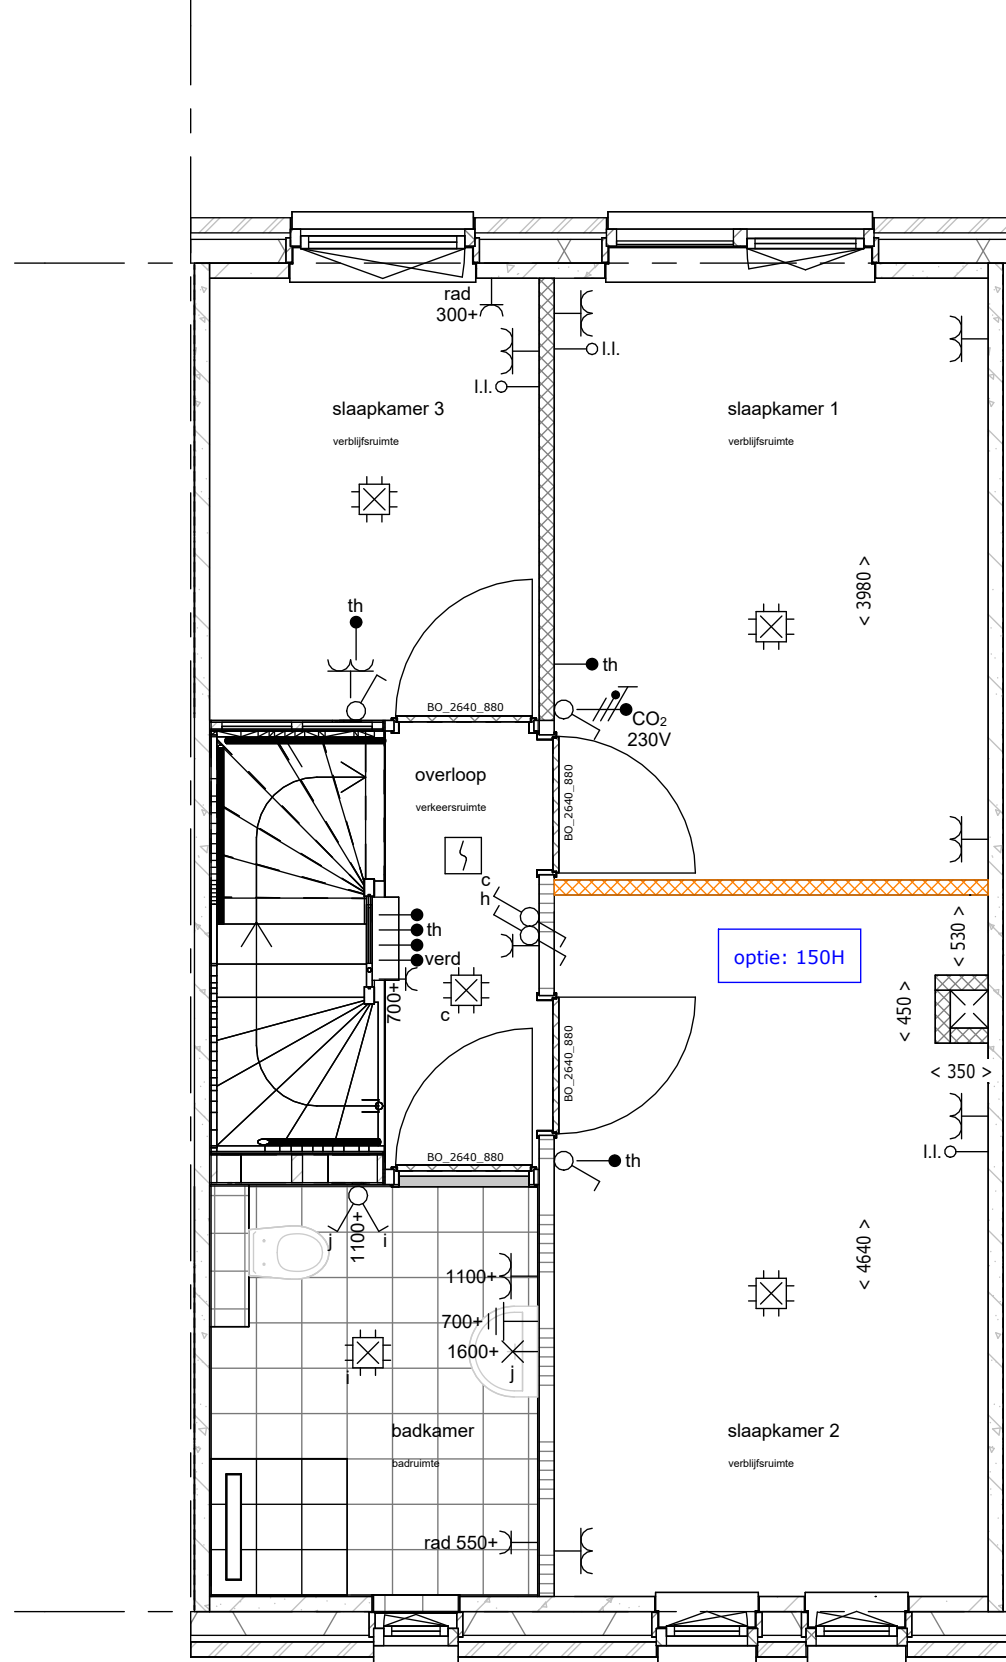 rad
300+
l.l.
l.l.
slaapkamer 3
verblijfsruimte
slaapkamer 1
verblijfsruimte
< 3980 >
th
th
BO_2640_880
CO₂
230V
overloop
verkeersruimte
BO_2640_880
c
h
th
verd
700+
c
optie: 150H
< 530 >
< 450 >
< 350 >
BO_2640_880
l.l.
BO_2640_880
th
j
1100+
i
1100+
700+
1600+
j
i
< 4640 >
badkamer
badruimte
slaapkamer 2
verblijfsruimte
rad 550+